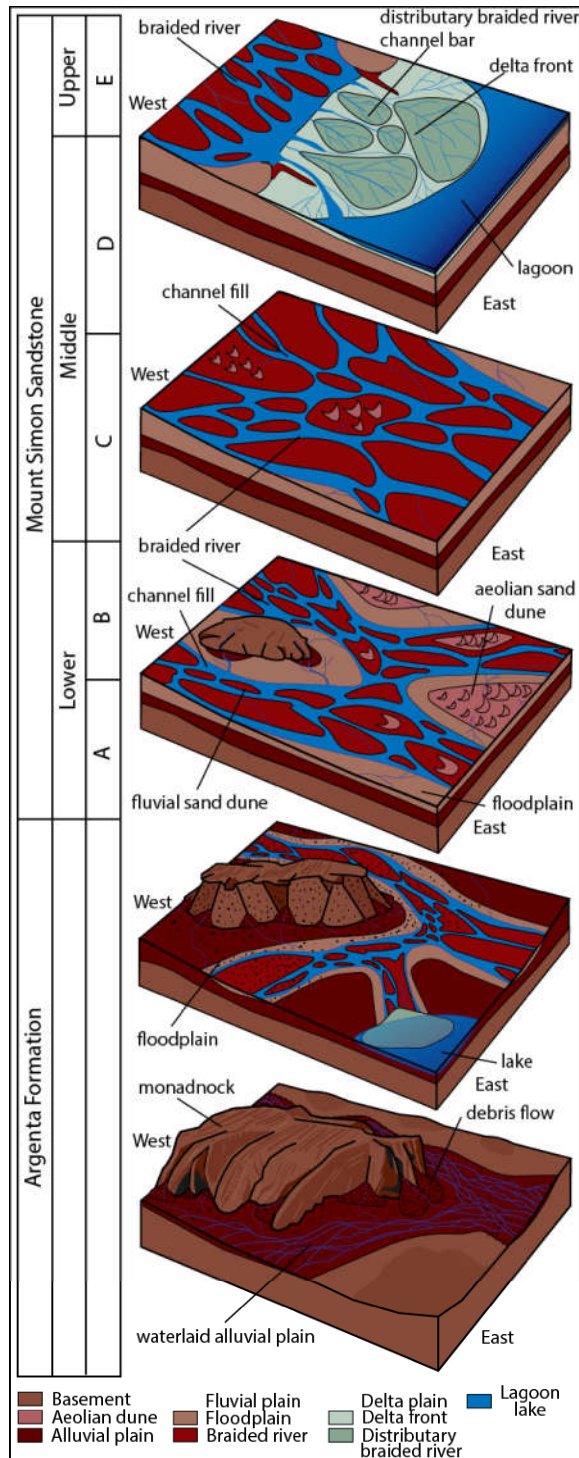 Mount Simon Sandstone
Argenta Formation
Upper
Middle
Lower
E
D
C
B
A
braided river
distributary braided river
channel bar
delta front
West
lagoon
East
channel fill
West
braided river
East
channel fill
West
aeolian sand
dune
fluvial sand dune
floodplain
East
West
floodplain
lake
East
monadnock
debris flow
West
waterlaid alluvial plain
East
Basement
Aeolian dune
Alluvial plain
Fluvial plain
Floodplain
Braided river
Delta plain
Delta front
Distributary
braided river
Lagoon
lake